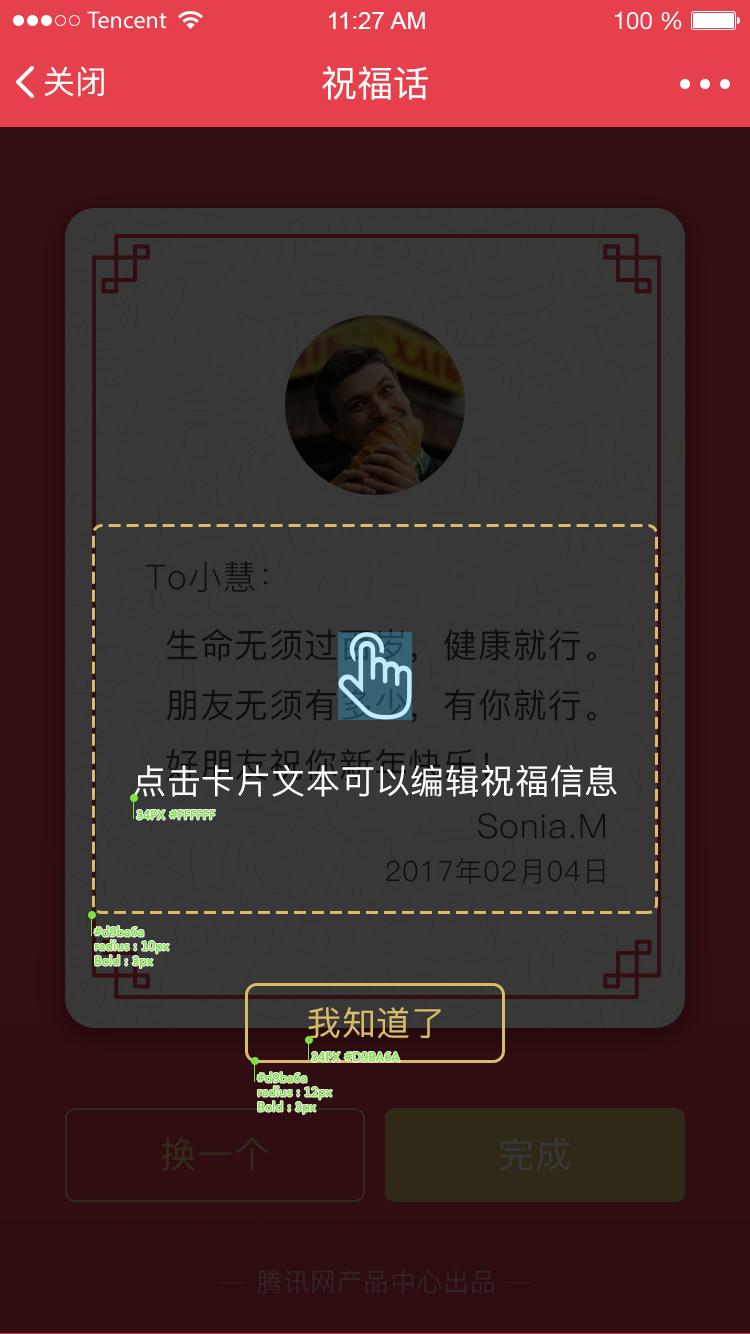 Tencent 11:27 AM 100 %
关闭 祝福话
To小慧:
生命无须过百岁，健康就行。
朋友无须有多少，有你就行。
好朋友祝你新年快乐！
点击卡片文本可以编辑祝福信息
34PX #FFFFFF
Sonia.M
2017年02月04日
#d9ba6a
radius : 10px
Bold : 3px
我知道了
34PX #D9BA6A
#d9ba6a
radius : 12px
Bold : 3px
换一个 完成
腾讯网产品中心出品